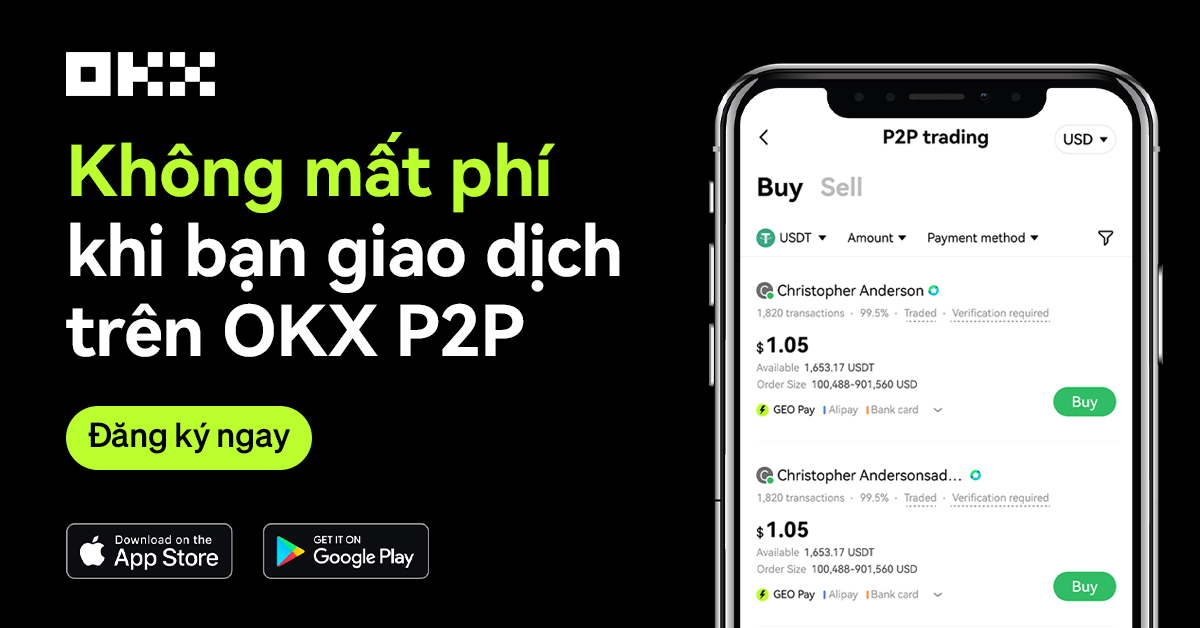 OKX
Không mất phí
khi bạn giao dịch
trên OKX P2P
Đăng ký ngay
Download on the
App Store
GET IT ON
Google Play
P2P trading
USD
Buy Sell
USDT Amount Payment method
C Christopher Anderson
1,820 transactions · 99.5% · Traded · Verification required
$1.05
Available 1,653.17 USDT
Order Size 100,488-901,560 USD
GEO Pay Alipay Bank card
Buy
C Christopher Andersonsad...
1,820 transactions · 99.5% · Traded · Verification required
$1.05
Available 1,653.17 USDT
Order Size 100,488-901,560 USD
GEO Pay Alipay Bank card
Buy